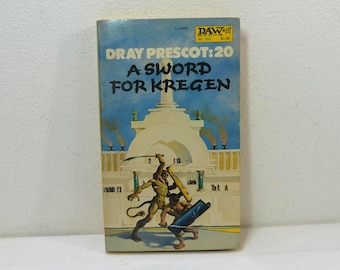 DAW
DRAY PRESCOT: 20
A SWORD
FOR KREGEN